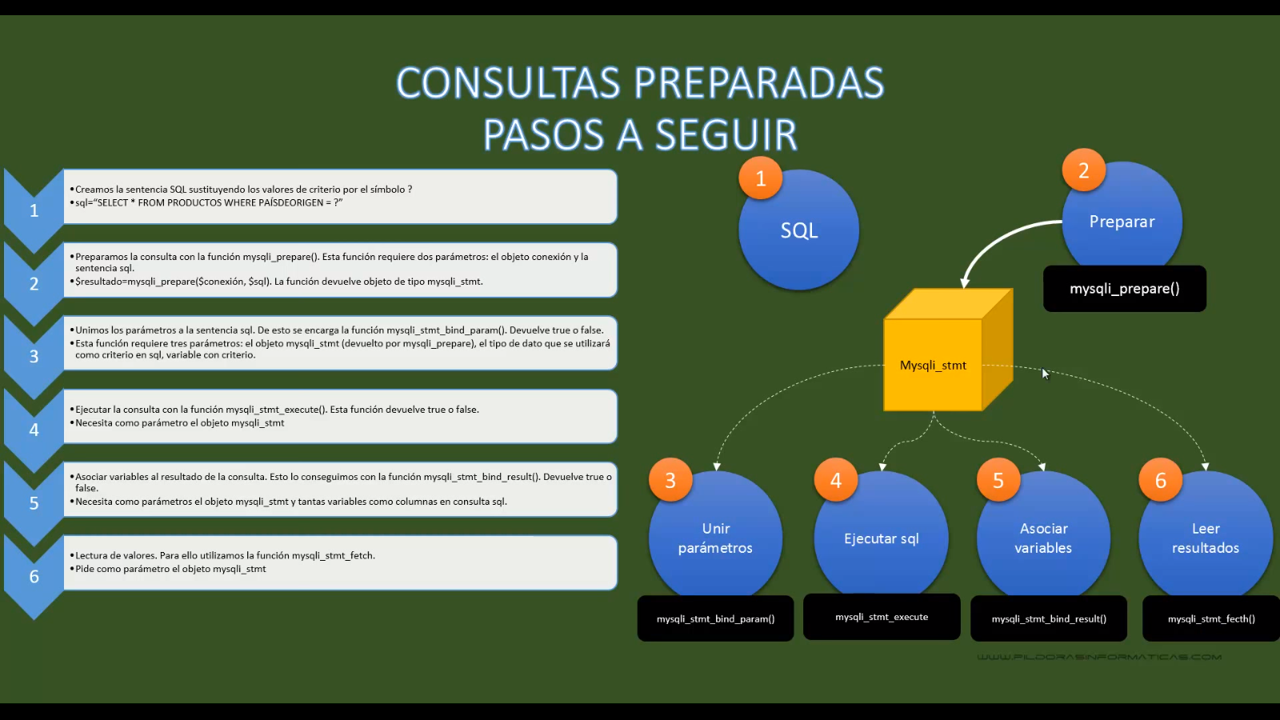 CONSULTAS PREPARADAS
PASOS A SEGUIR
1
•Creamos la sentencia SQL sustituyendo los valores de criterio por el símbolo ?
•sql=“SELECT * FROM PRODUCTOS WHERE PAÍSDEORIGEN = ?”
2
•Preparamos la consulta con la función mysqli_prepare(). Esta función requiere dos parámetros: el objeto conexión y la
sentencia sql.
•$resultado=mysqli_prepare($conexión, $sql). La función devuelve objeto de tipo mysqli_stmt.
3
•Unimos los parámetros a la sentencia sql. De esto se encarga la función mysqli_stmt_bind_param(). Devuelve true o false.
•Esta función requiere tres parámetros: el objeto mysqli_stmt (devuelto por mysqli_prepare), el tipo de dato que se utilizará
como criterio en sql, variable con criterio.
4
•Ejecutar la consulta con la función mysqli_stmt_execute(). Esta función devuelve true o false.
•Necesita como parámetro el objeto mysqli_stmt
5
•Asociar variables al resultado de la consulta. Esto lo conseguimos con la función mysqli_stmt_bind_result(). Devuelve true o
false.
•Necesita como parámetros el objeto mysqli_stmt y tantas variables como columnas en consulta sql.
6
•Lectura de valores. Para ello utilizamos la función mysqli_stmt_fetch.
•Pide como parámetro el objeto mysqli_stmt
1
SQL
2
Preparar
mysqli_prepare()
Mysqli_stmt
3
Unir
parámetros
mysqli_stmt_bind_param()
4
Ejecutar sql
mysqli_stmt_execute
5
Asociar
variables
mysqli_stmt_bind_result()
6
Leer
resultados
mysqli_stmt_fecth()
WWW.PILDORASINFORMATICAS.COM